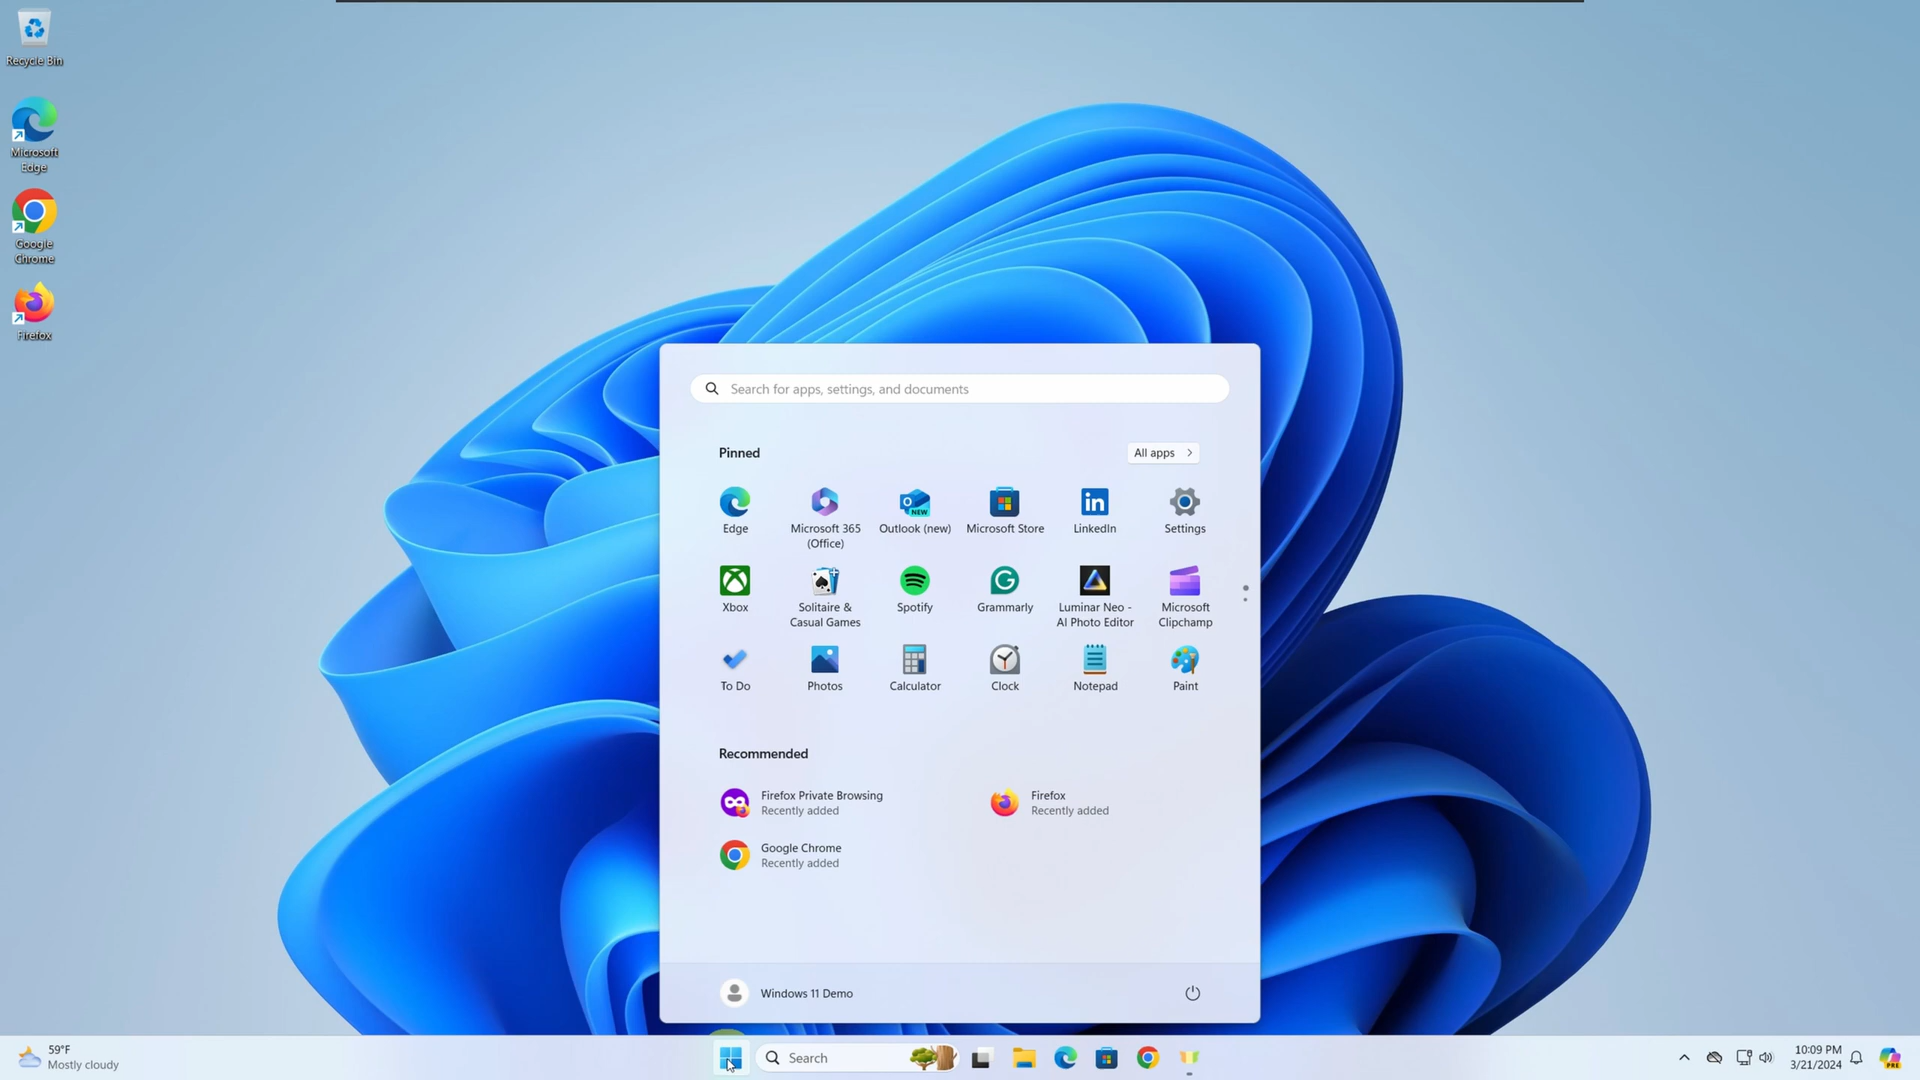 Recycle Bin
Microsoft
Edge
Google
Chrome
Firefox
Search for apps, settings, and documents
Pinned
All apps
Edge
Microsoft 365
(Office)
Outlook (new)
Microsoft Store
LinkedIn
Settings
Xbox
Solitaire &
Casual Games
Spotify
Grammarly
Luminar Neo -
AI Photo Editor
Microsoft
Clipchamp
To Do
Photos
Calculator
Clock
Notepad
Paint
Recommended
Firefox Private Browsing
Recently added
Firefox
Recently added
Google Chrome
Recently added
Windows 11 Demo
59°F
Mostly cloudy
Search
10:09 PM
3/21/2024
PRE